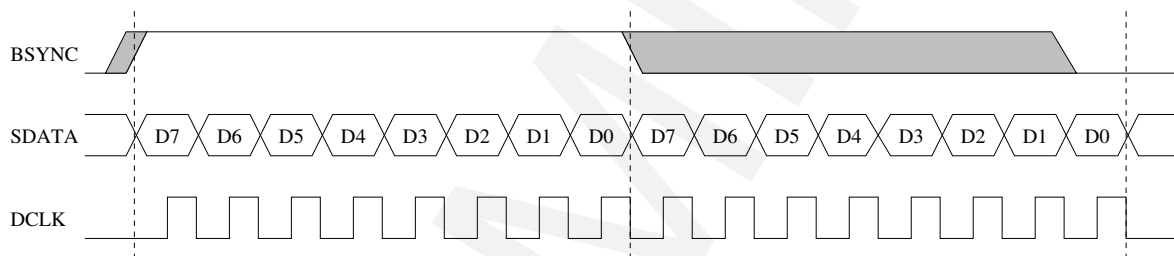 BSYNC
SDATA D7 D6 D5 D4 D3 D2 D1 D0 D7 D6 D5 D4 D3 D2 D1 D0
DCLK